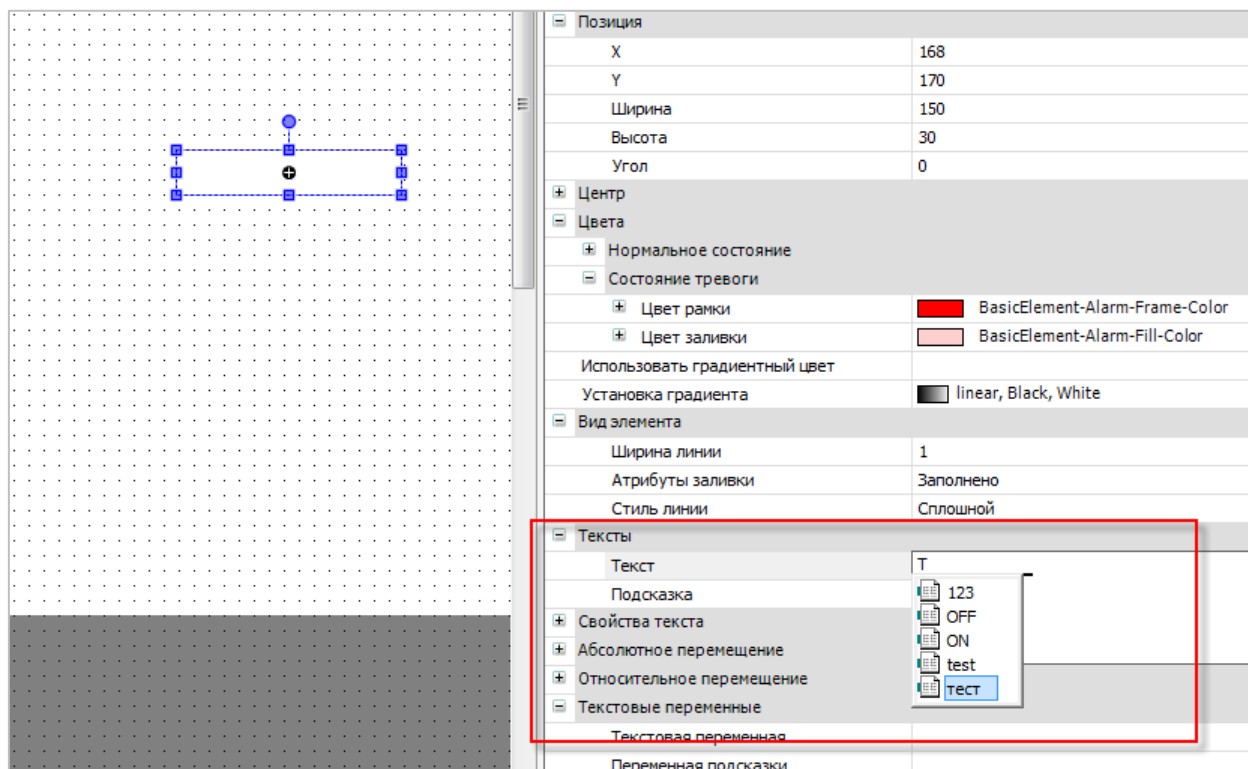 Позиция
X 168
Y 170
Ширина 150
Высота 30
Угол 0
Центр
Цвета
Нормальное состояние
Состояние тревоги
Цвет рамки BasicElement-Alarm-Frame-Color
Цвет заливки BasicElement-Alarm-Fill-Color
Использовать градиентный цвет
Установка градиента linear, Black, White
Вид элемента
Ширина линии 1
Атрибуты заливки Заполнено
Стиль линии Сплошной
Тексты
Текст Т
Подсказка 123
Свойства текста OFF
Абсолютное перемещение ON
Относительное перемещение test
Текстовые переменные тест
Текстовая переменная
Переменная подсказки